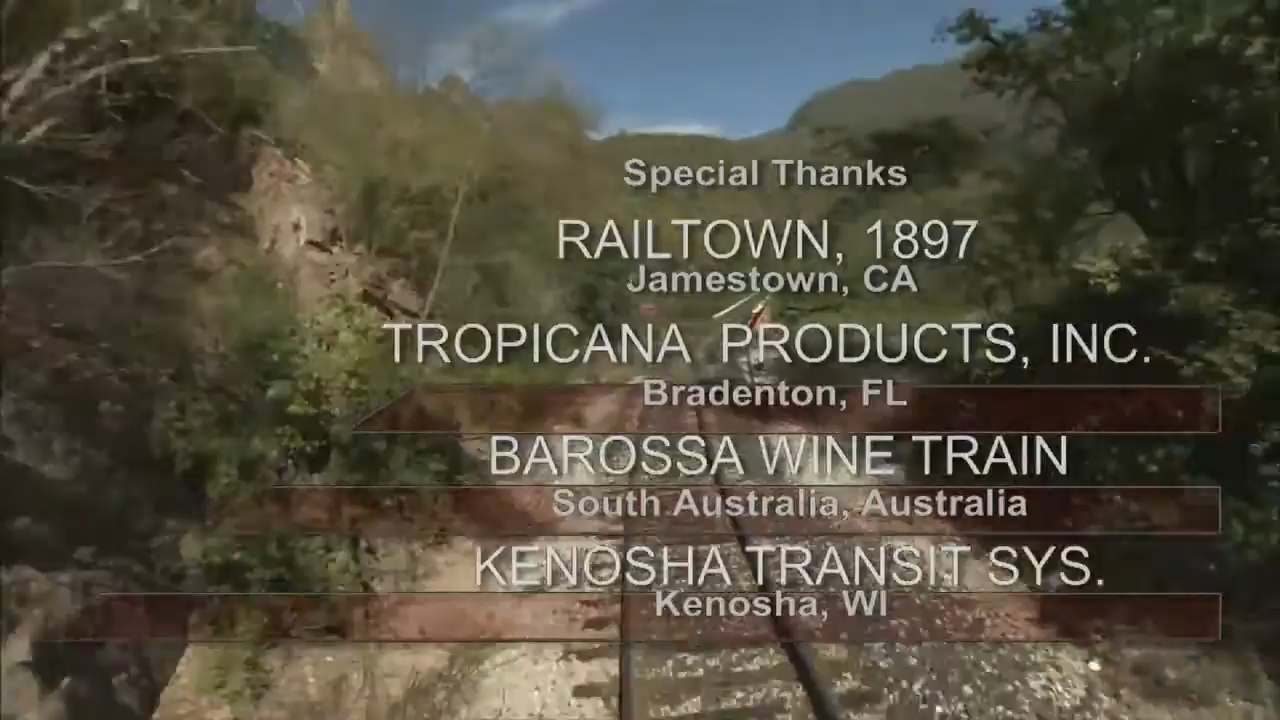 Special Thanks
RAILTOWN, 1897
Jamestown, CA
TROPICANA PRODUCTS, INC.
Bradenton, FL
BAROSSA WINE TRAIN
South Australia, Australia
KENOSHA TRANSIT SYS.
Kenosha, WI